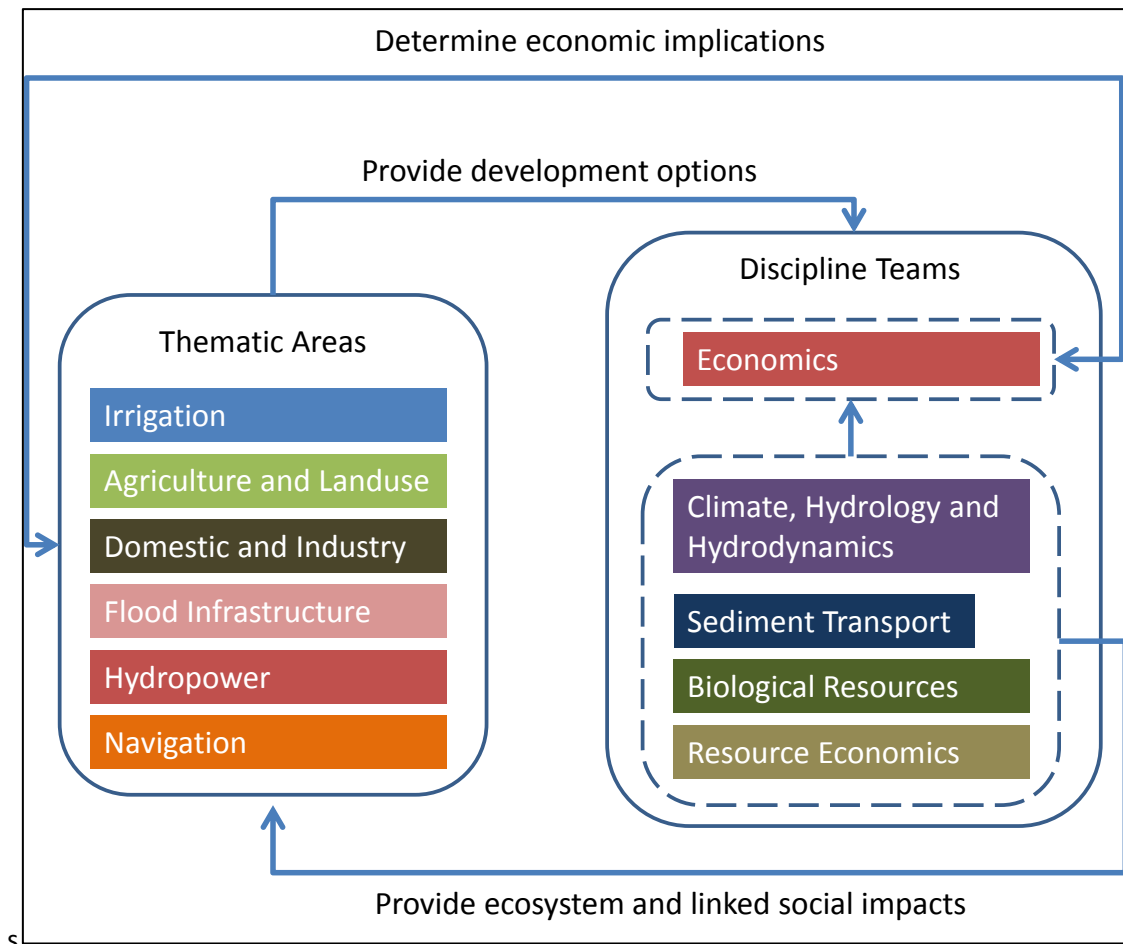 Determine economic implications
Provide development options
Discipline Teams
Economics
Thematic Areas
Irrigation
Agriculture and Landuse
Domestic and Industry
Flood Infrastructure
Hydropower
Navigation
Climate, Hydrology and
Hydrodynamics
Sediment Transport
Biological Resources
Resource Economics
Provide ecosystem and linked social impacts
s